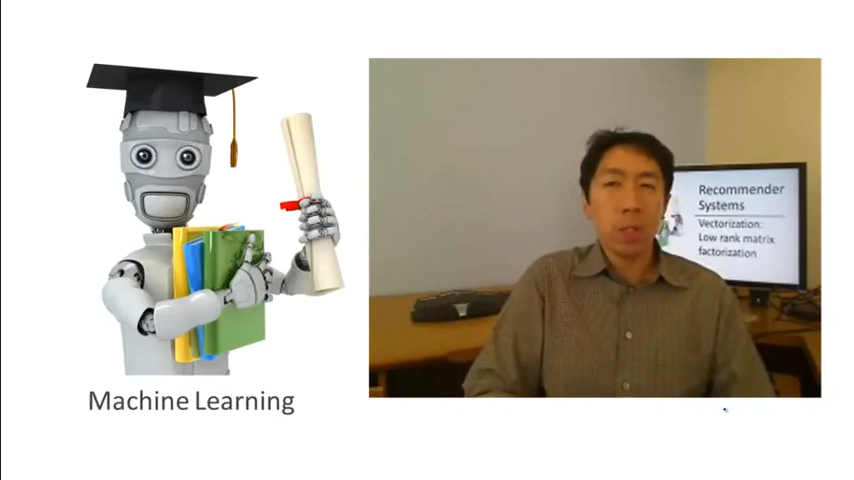 Machine Learning
Recommender
Systems
Vectorization:
Low rank matrix
factorization